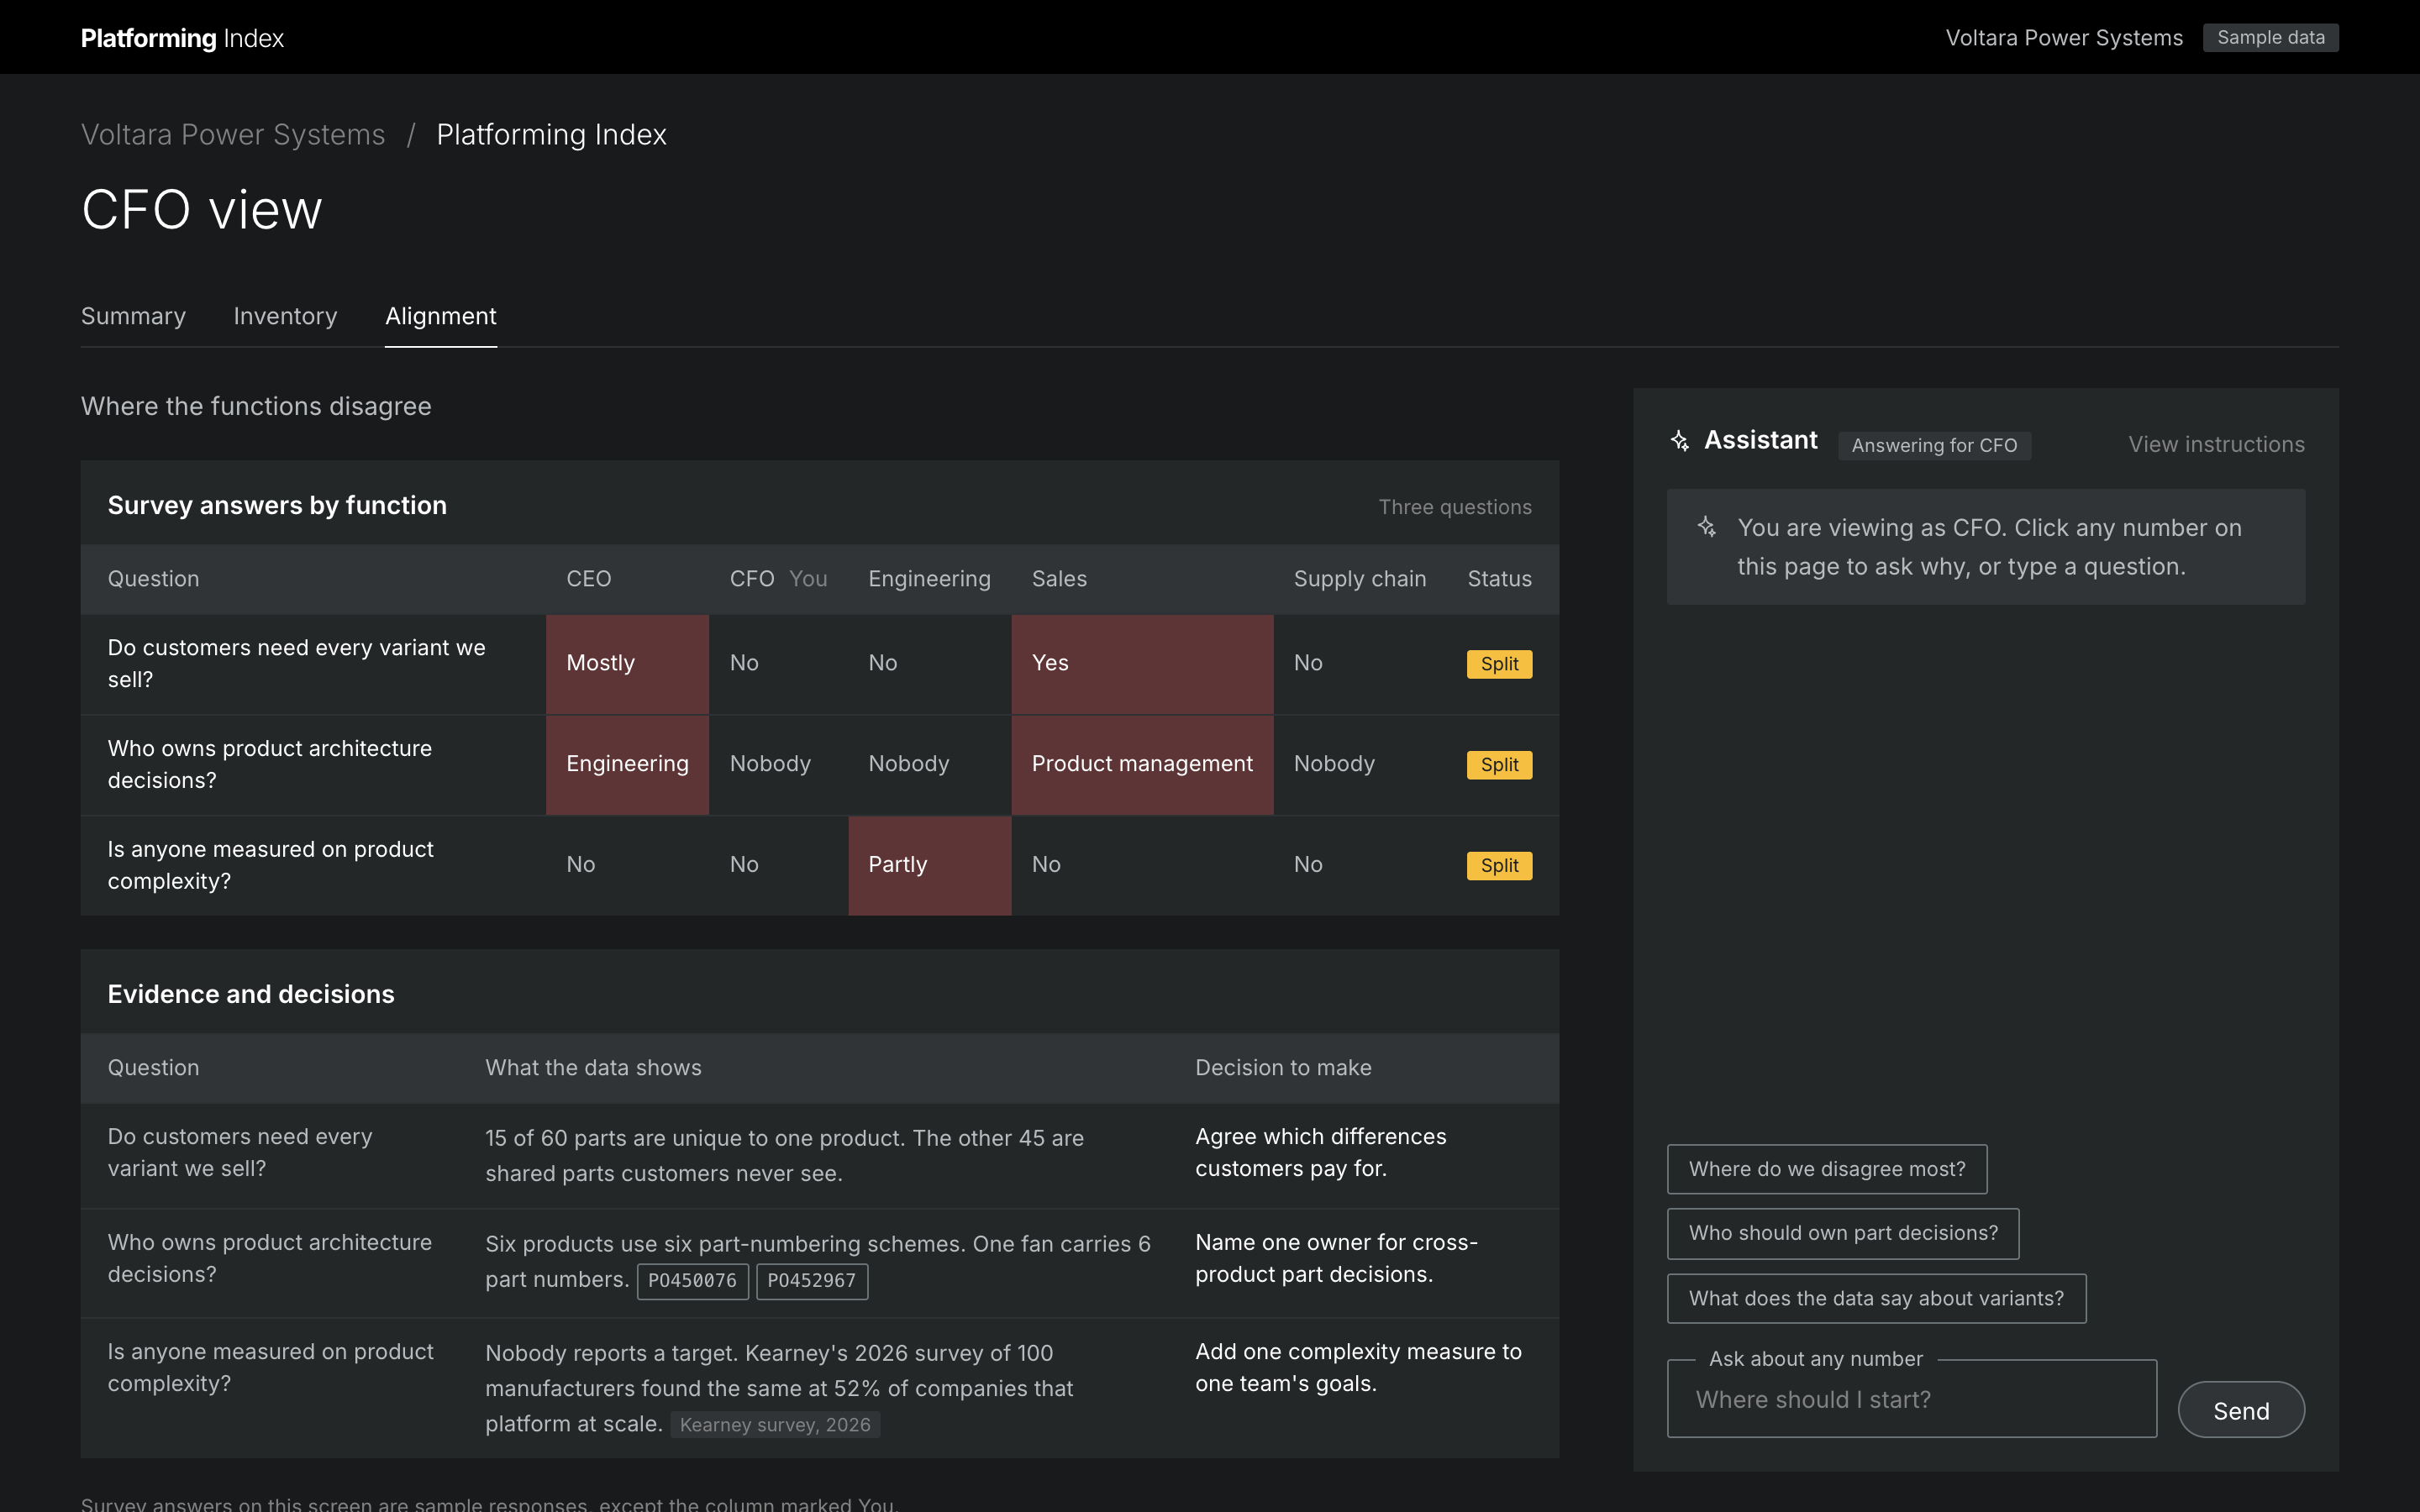 Platforming Index
Voltara Power Systems
Sample data
Voltara Power Systems / Platforming Index
CFO view
Summary
Inventory
Alignment
Where the functions disagree
Survey answers by function
Three questions
Question
CEO
CFO You
Engineering
Sales
Supply chain
Status
Do customers need every variant we
sell?
Mostly
No
No
Yes
No
Split
Who owns product architecture
decisions?
Engineering
Nobody
Nobody
Product management
Nobody
Split
Is anyone measured on product
complexity?
No
No
Partly
No
No
Split
Evidence and decisions
Question
What the data shows
Decision to make
Do customers need every
variant we sell?
15 of 60 parts are unique to one product. The other 45 are
shared parts customers never see.
Agree which differences
customers pay for.
Who owns product architecture
decisions?
Six products use six part-numbering schemes. One fan carries 6
part numbers. PO450076 PO452967
Name one owner for cross-
product part decisions.
Is anyone measured on product
complexity?
Nobody reports a target. Kearney's 2026 survey of 100
manufacturers found the same at 52% of companies that
platform at scale. Kearney survey, 2026
Add one complexity measure to
one team's goals.
Survey answers on this screen are sample responses, except the column marked You.
Assistant
Answering for CFO
View instructions
You are viewing as CFO. Click any number on
this page to ask why, or type a question.
Where do we disagree most?
Who should own part decisions?
What does the data say about variants?
Ask about any number
Where should I start?
Send